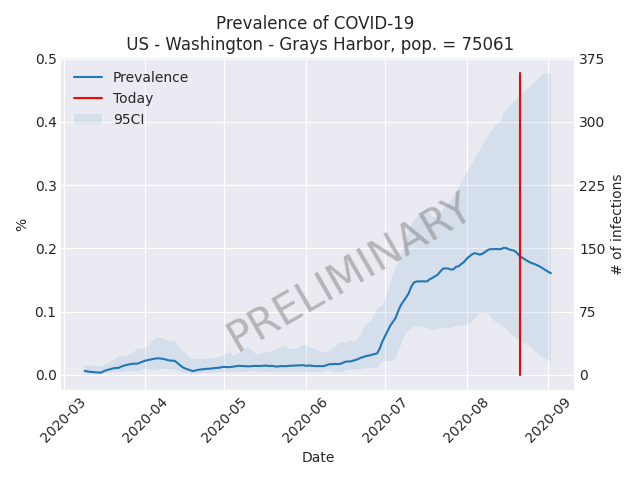 Prevalence of COVID-19
US - Washington - Grays Harbor, pop. = 75061
0.5
0.4
0.3
0.2
0.1
0.0
%
375
300
225
150
75
0
# of infections
Prevalence
Today
95CI
PRELIMINARY
2020-03
2020-04
2020-05
2020-06
2020-07
2020-08
2020-09
Date